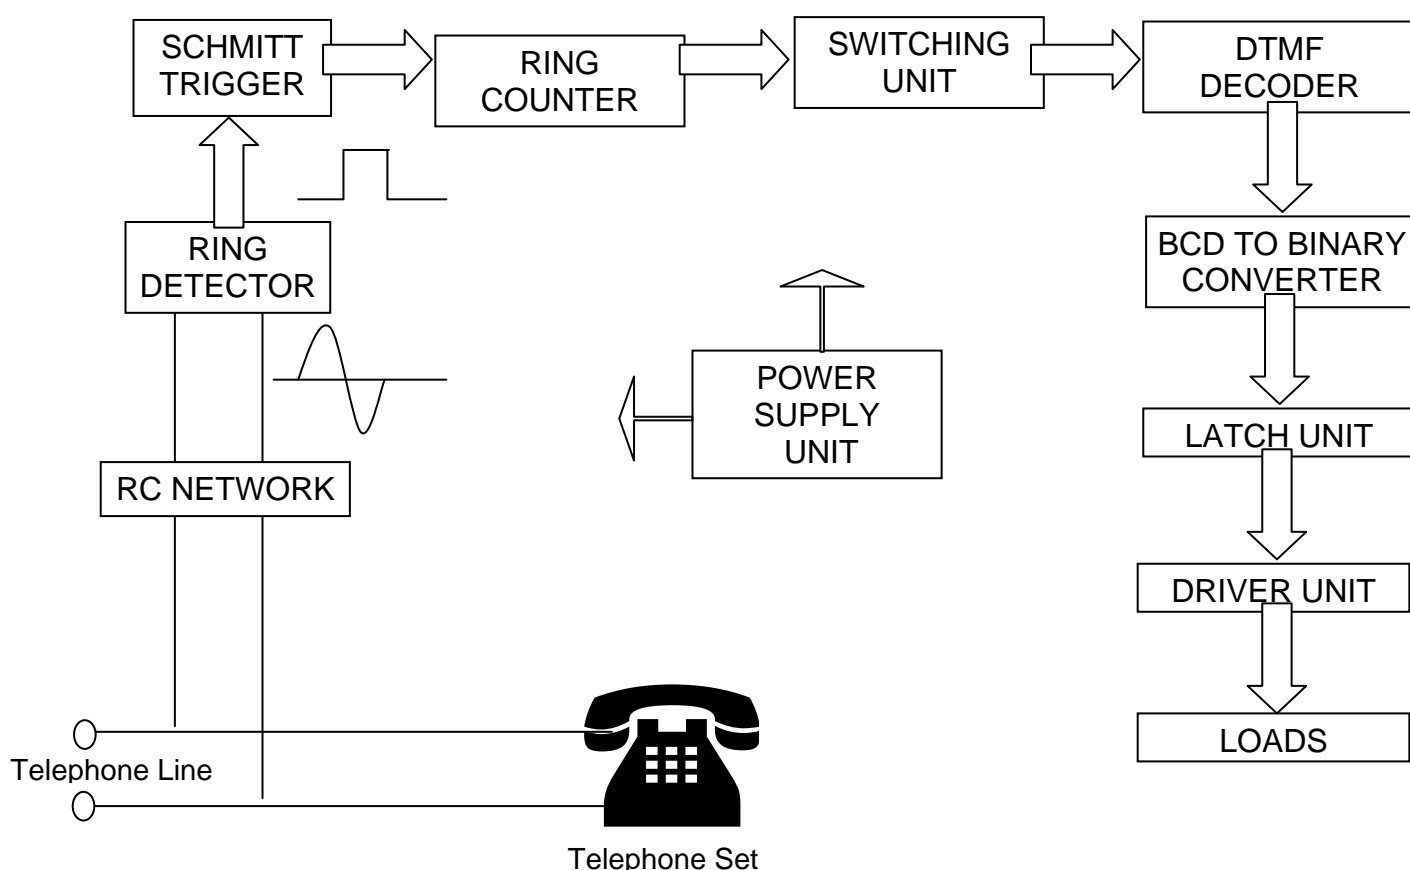 SCHMITT
TRIGGER
RING
COUNTER
SWITCHING
UNIT
DTMF
DECODER
RING
DETECTOR
BCD TO BINARY
CONVERTER
POWER
SUPPLY
UNIT
LATCH UNIT
RC NETWORK
DRIVER UNIT
LOADS
Telephone Line
Telephone Set